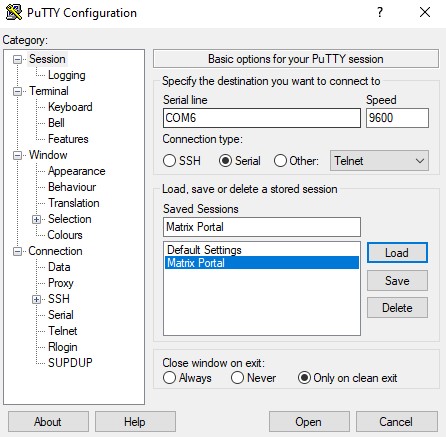 PuTTY Configuration
?
Category:
Session
Logging
Terminal
Keyboard
Bell
Features
Window
Appearance
Behaviour
Translation
Selection
Colours
Connection
Data
Proxy
SSH
Serial
Telnet
Rlogin
SUPDUP
Basic options for your PuTTY session
Specify the destination you want to connect to
Serial line Speed
COM6 9600
Connection type:
SSH Serial Other: Telnet
Load, save or delete a stored session
Saved Sessions
Matrix Portal
Default Settings
Matrix Portal
Load
Save
Delete
Close window on exit:
Always Never Only on clean exit
About Help Open Cancel